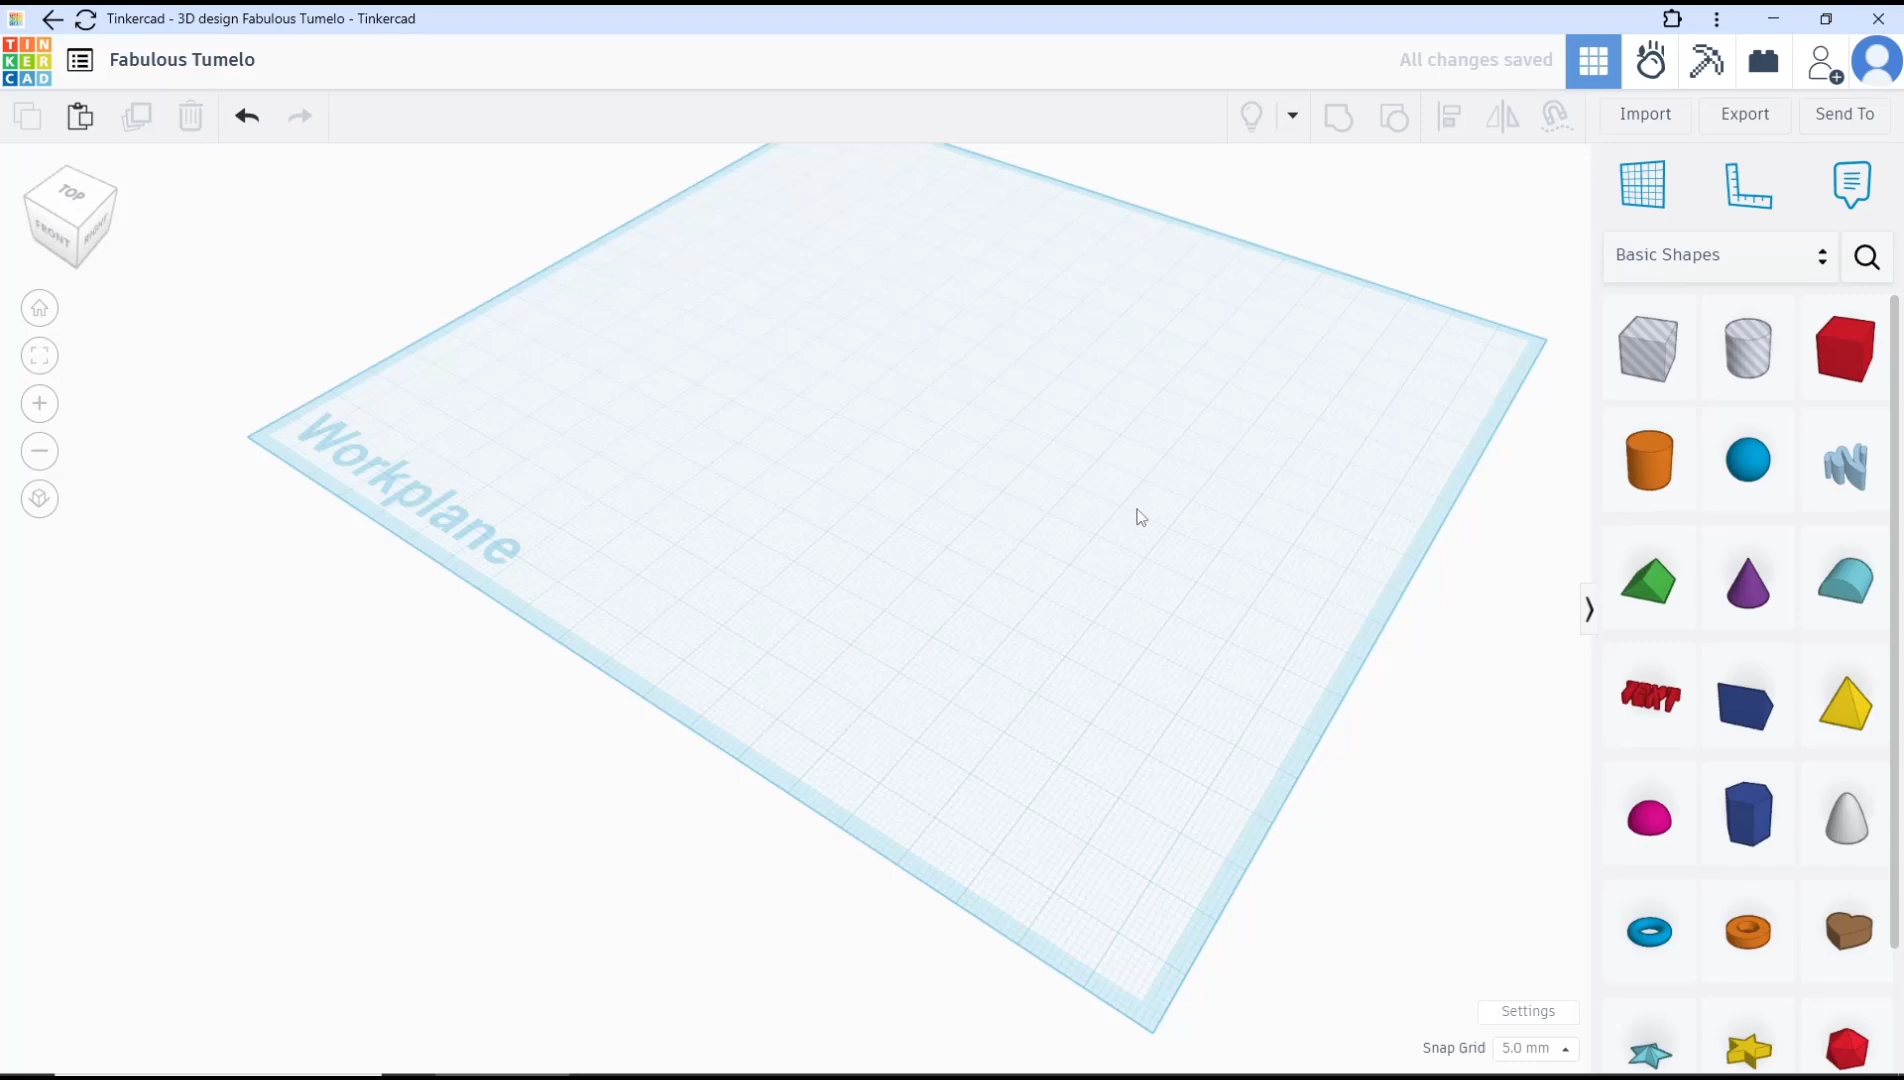 Tinkercad - 3D design Fabulous Tumelo - Tinkercad
TIN
KER
CAD
Fabulous Tumelo
All changes saved
Import
Export
Send To
TOP
FRONT
RIGHT
Basic Shapes
Workplane
TEXT
Settings
Snap Grid
5.0 mm